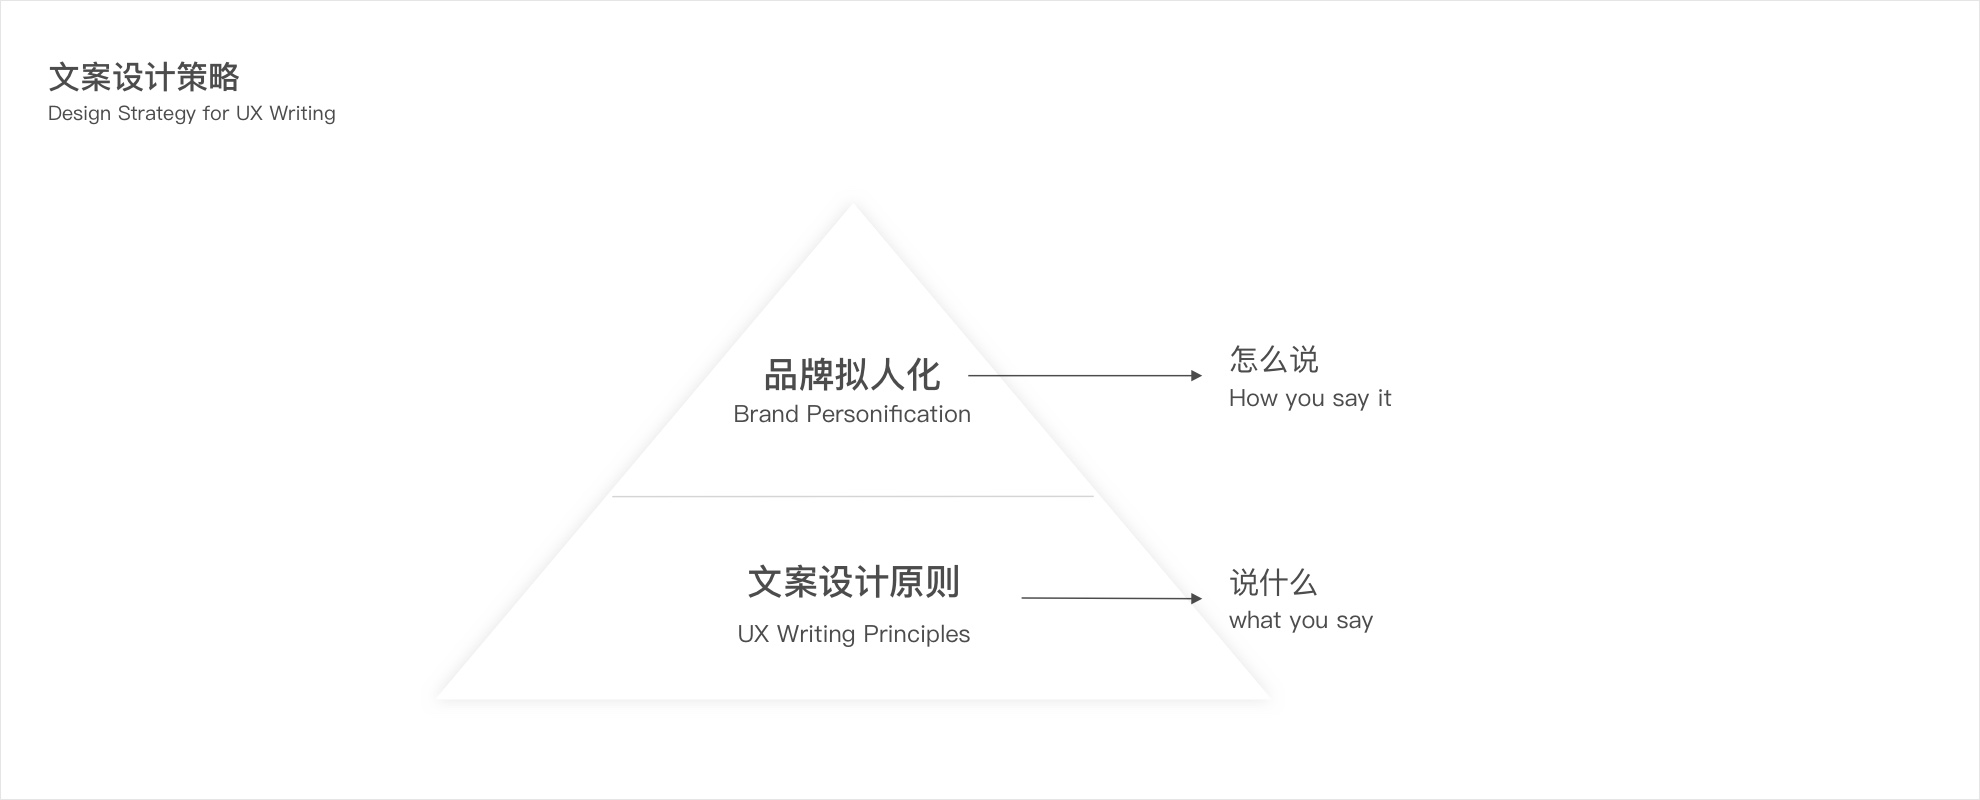 文案设计策略
Design Strategy for UX Writing
品牌拟人化
Brand Personification
怎么说
How you say it
文案设计原则
UX Writing Principles
说什么
what you say